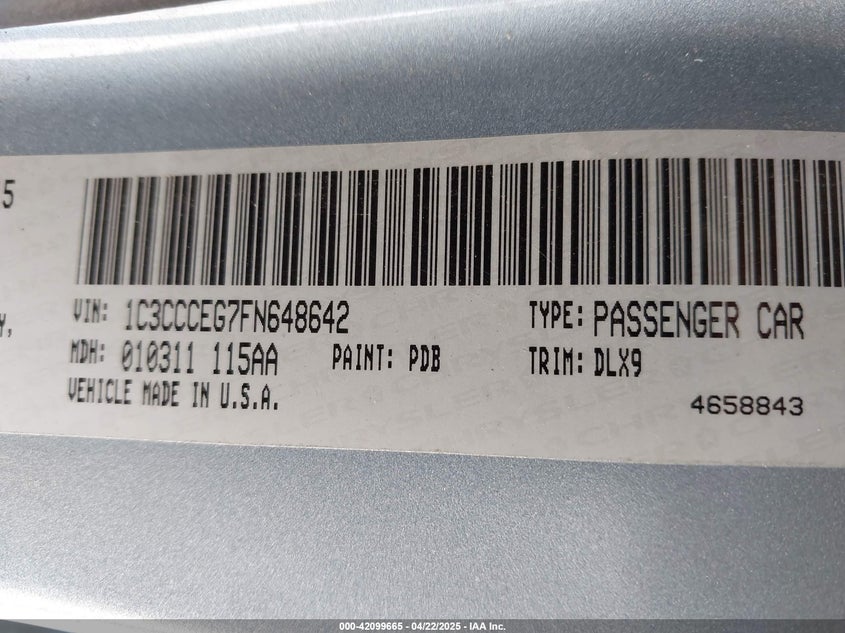 5
Y,
VIN: 1C3CCCEG7FN648642 TYPE: PASSENGER CAR
MDH: 010311 115AA PAINT: PDB TRIM: DLX9
VEHICLE MADE IN U.S.A. 4658843
000-42099665 - 04/22/2025 - IAA Inc.